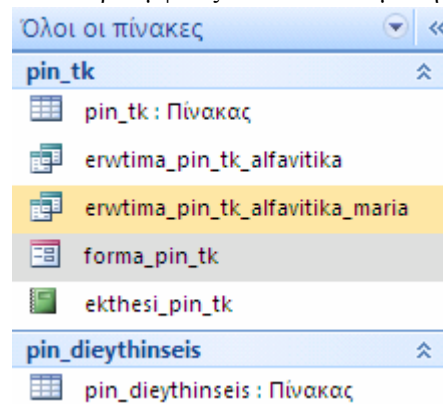 Όλοι οι πίνακες
pin_tk
pin_tk : Πίνακας
erwtima_pin_tk_alfavitika
erwtima_pin_tk_alfavitika_maria
forma_pin_tk
ekthesi_pin_tk
pin_dieythinseis
pin_dieythinseis : Πίνακας